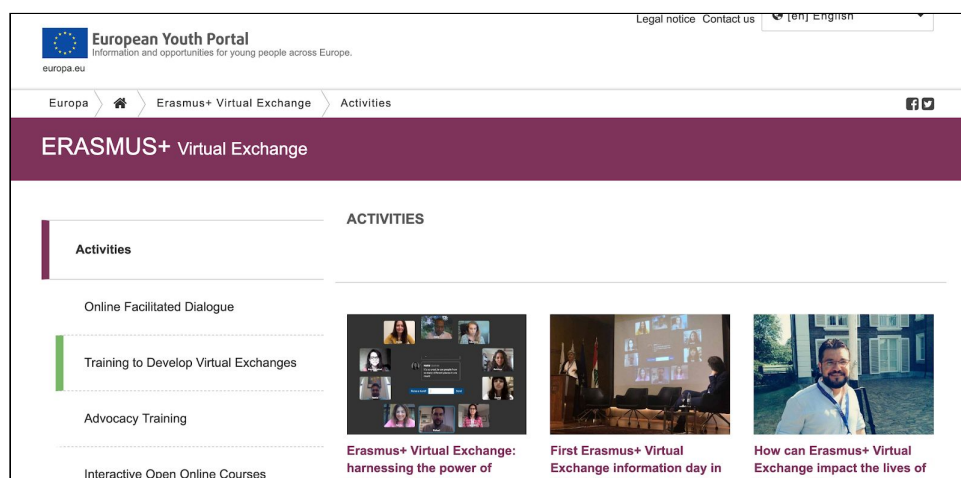 Legal notice Contact us
[en] English
European Youth Portal
Information and opportunities for young people across Europe.
europa.eu
Europa
Erasmus+ Virtual Exchange
Activities
ERASMUS+ Virtual Exchange
Activities
Online Facilitated Dialogue
Training to Develop Virtual Exchanges
Advocacy Training
Interactive Open Online Courses
ACTIVITIES
Erasmus+ Virtual Exchange:
harnessing the power of
First Erasmus+ Virtual
Exchange information day in
How can Erasmus+ Virtual
Exchange impact the lives of